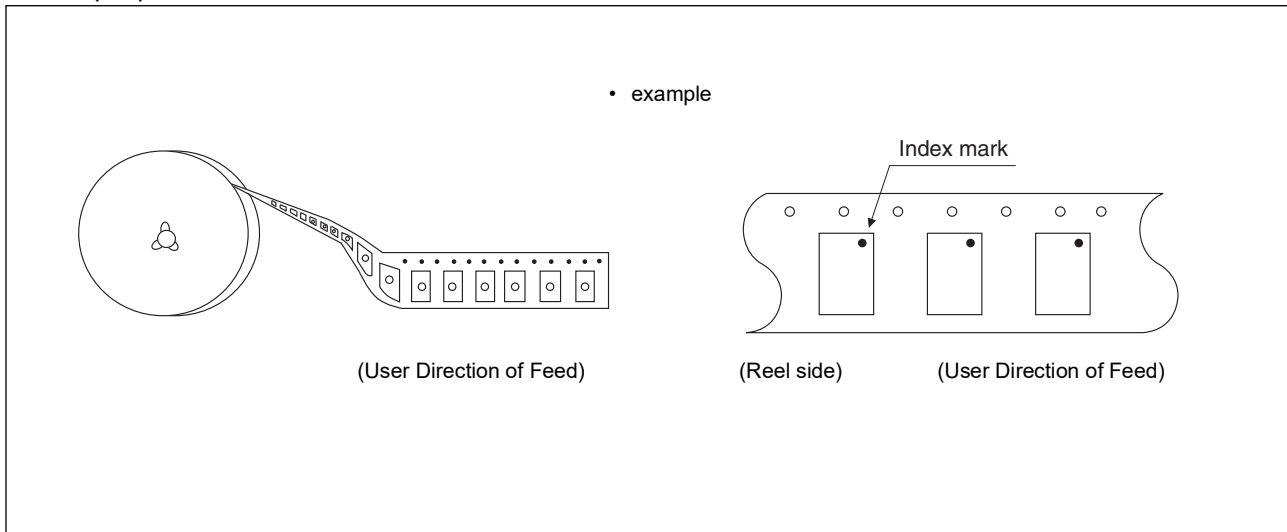 • example
Index mark
(User Direction of Feed)
(Reel side)
(User Direction of Feed)